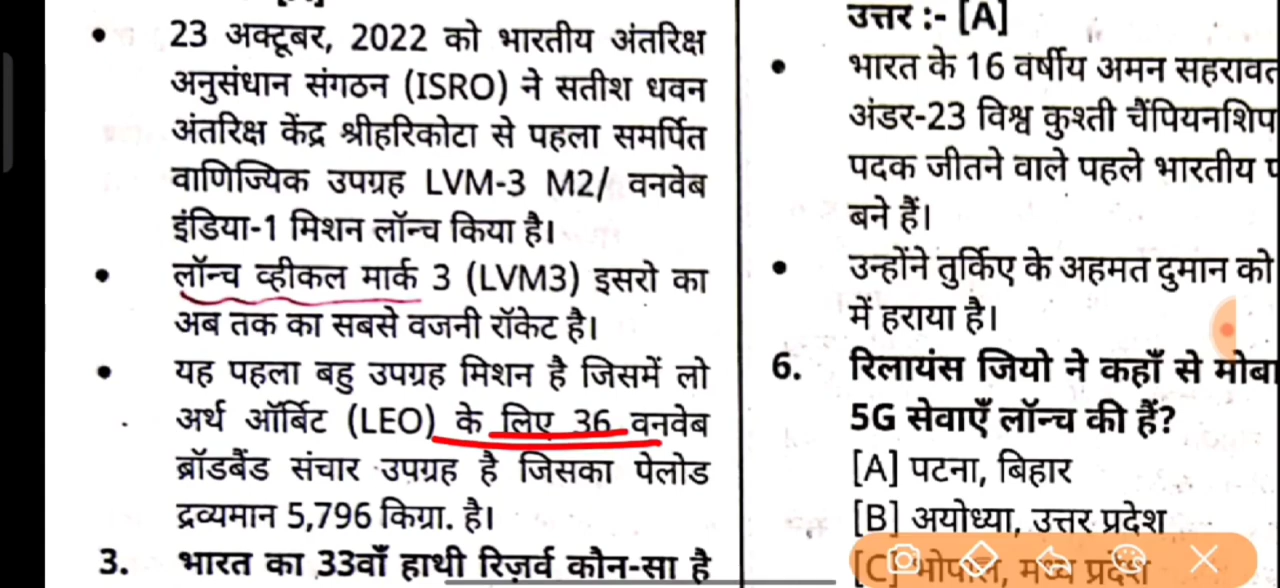 23 अक्टूबर, 2022 को भारतीय अंतरिक्ष
अनुसंधान संगठन (ISRO) ने सतीश धवन
अंतरिक्ष केंद्र श्रीहरिकोटा से पहला समर्पित
वाणिज्यिक उपग्रह LVM-3 M2/ वनवेब
इंडिया-1 मिशन लॉन्च किया है।
लॉन्च व्हीकल मार्क 3 (LVM3) इसरो का
अब तक का सबसे वजनी रॉकेट है।
यह पहला बहु उपग्रह मिशन है जिसमें लो
अर्थ ऑर्बिट (LEO) के लिए 36 वनवेब
ब्रॉडबैंड संचार उपग्रह है जिसका पेलोड
द्रव्यमान 5,796 किग्रा. है।
3. भारत का 33वाँ हाथी रिज़र्व कौन-सा है
उत्तर :- [A]
भारत के 16 वर्षीय अमन सहरावत
अंडर-23 विश्व कुश्ती चैंपियनशिप
पदक जीतने वाले पहले भारतीय
बने हैं।
उन्होंने तुर्किए के अहमत दुमान को
में हराया है।
6. रिलायंस जियो ने कहाँ से मोबा
5G सेवाएँ लॉन्च की हैं?
[A] पटना, बिहार
[B] अयोध्या, उत्तर प्रदेश
[C] भोपाल, मध्य प्रदेश